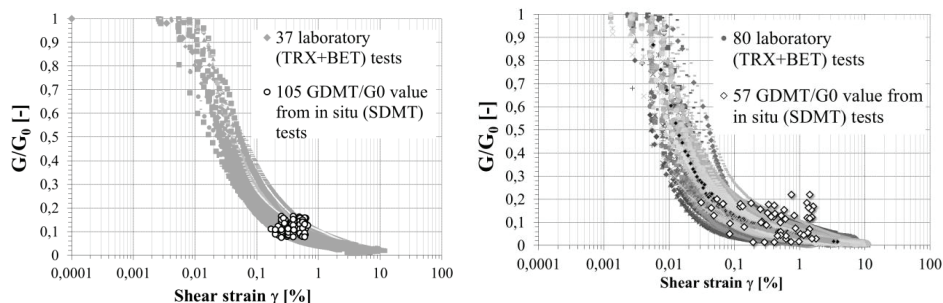 1
0,9
0,8
0,7
0,6
0,5
0,4
0,3
0,2
0,1
0
G/G0 [-]
37 laboratory
(TRX+BET) tests
105 GDMT/G0 value
from in situ (SDMT)
tests
0,0001 0,001 0,01 0,1 1 10 100
Shear strain γ [%]
1
0,9
0,8
0,7
0,6
0,5
0,4
0,3
0,2
0,1
0
G/G0 [-]
80 laboratory
(TRX+BET) tests
57 GDMT/G0 value from
in situ (SDMT) tests
0,0001 0,001 0,01 0,1 1 10 100
Shear strain γ [%]